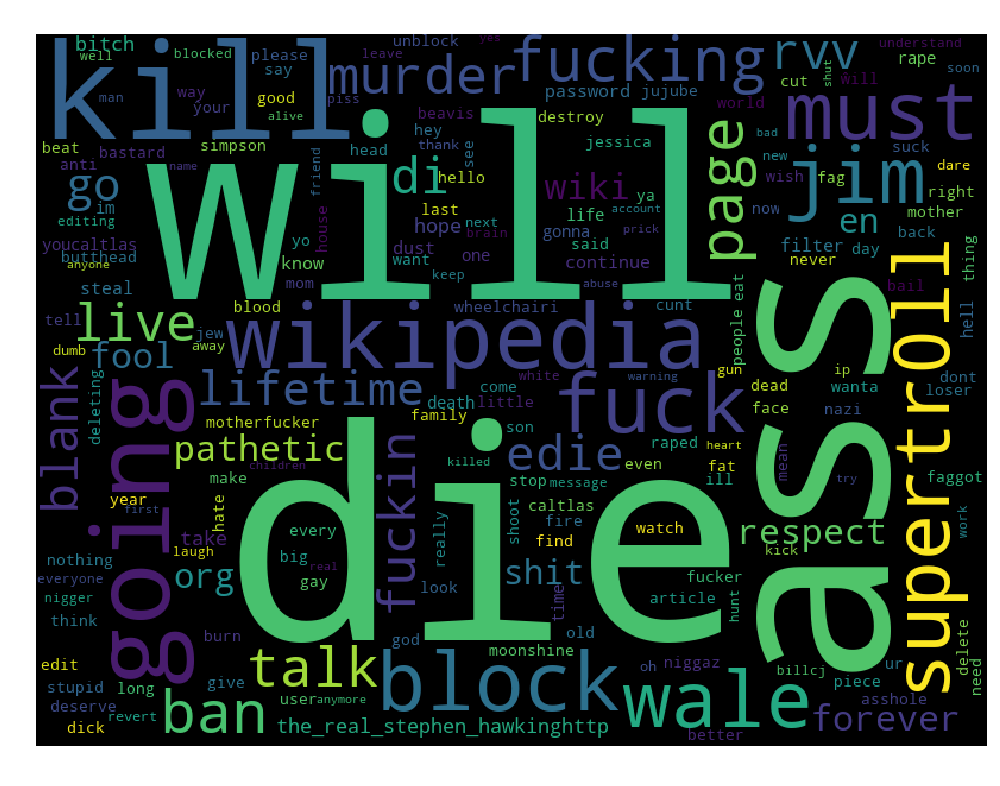 bitch
well
blocked
please
say
unblock
leave
yes
fucking
rvv
understand
rape
soon
kill
man
way
your
good
alive
murder
piss
password
jujube
cut
shut
will
world
must
beat
simpson
beavis
hey
thank
destroy
jessica
page
bad
suck
anti
bastard
name
friend
head
see
di
hello
wiki
ya
new
wish
jim
fag
now
dare
right
mother
go
im
editing
youcaltlas
butthead
anyone
yo
know
house
will
last
next
hope
brain
life
account
gonna
said
prick
en
back
filter
day
never
thing
steal
mom
dust
want
one
keep
continue
abuse
bail
hell
tell
live
blood
wheelchairi
cunt
people eat
ass
supertr0ll
dumb
fool
jew
away
wikipedia
white
warning
gun
ip
dead
wanta
dont
loser
blank
deleting
going
lifetime
come
death
little
family
fuck
face
nazi
motherfucker
son
pathetic
fuckin
edie
raped
heart
fat
mean
try
faggot
make
children
killed
even
ill
stop
message
year
first
hate
every
really
shoot
caltlas
fire
watch
respect
work
nothing
take
laugh
big
real
find
kick
everyone
org
gay
look
shit
fucker
hunt
nigger
think
die
time
article
burn
god
old
moonshine
edit
talk
block
oh
niggaz
billcj
ur
delete
need
stupid
long
give
user
anymore
wale
piece
asshole
deserve
revert
ban
forever
dick
the_real_stephen_hawkinghttp
better